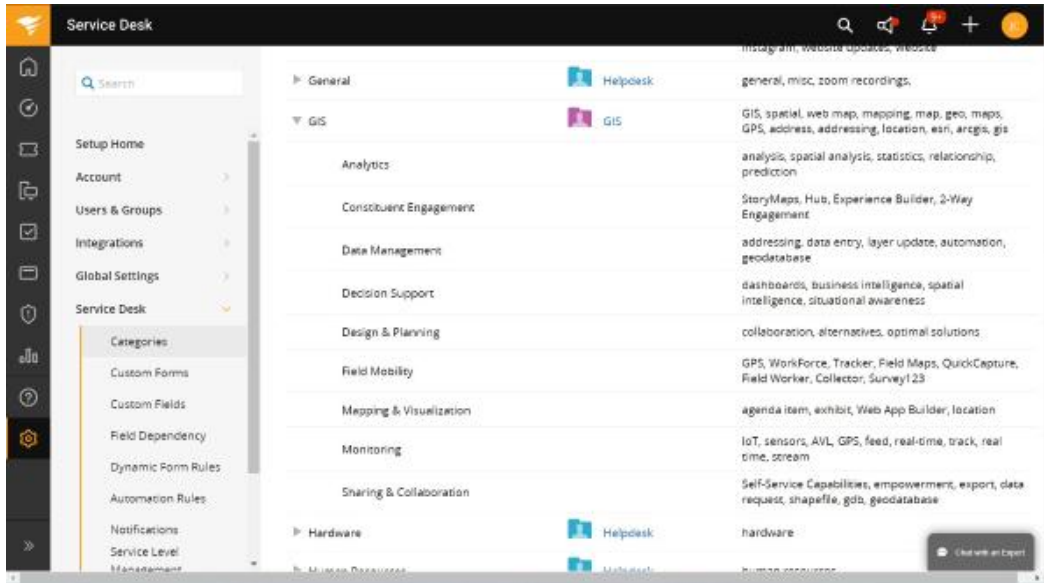 Service Desk
9+
Instagram, website updates, website
Search
Setup Home
Account
Users & Groups
Integrations
Global Settings
Service Desk
Categories
Custom Forms
Custom Fields
Field Dependency
Dynamic Form Rules
Automation Rules
Notifications
Service Level
Management
General
Helpdesk
general, misc, zoom recordings,
GIS
GIS
GIS, spatial, web map, mapping, map, geo, maps,
GPS, address, addressing, location, esri, arcgis, gis
Analytics
analysis, spatial analysis, statistics, relationship,
prediction
Constituent Engagement
StoryMaps, Hub, Experience Builder, 2-Way
Engagement
Data Management
addressing, data entry, layer update, automation,
geodatabase
Decision Support
dashboards, business intelligence, spatial
intelligence, situational awareness
Design & Planning
collaboration, alternatives, optimal solutions
Field Mobility
GPS, WorkForce, Tracker, Field Maps, QuickCapture,
Field Worker, Collector, Survey123
Mapping & Visualization
agenda item, exhibit, Web App Builder, location
Monitoring
IoT, sensors, AVL, GPS, feed, real-time, track, real
time, stream
Sharing & Collaboration
Self-Service Capabilities, empowerment, export, data
request, shapefile, gdb, geodatabase
Hardware
Helpdesk
hardware
Human Resources
Helpdesk
human resources
Chat with an Expert